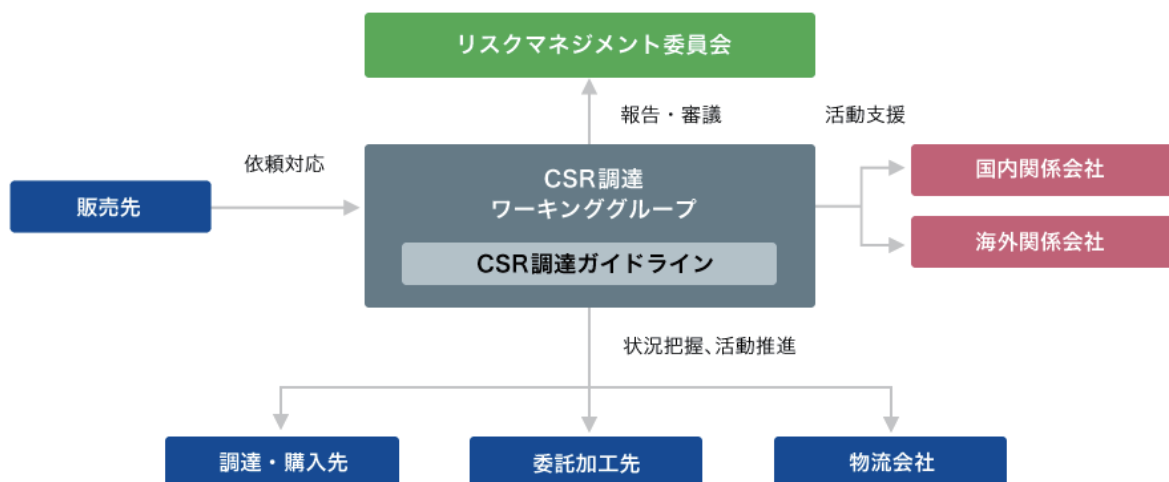 リスクマネジメント委員会
報告・審議
活動支援
依頼対応
販売先
CSR調達
ワーキンググループ
CSR調達ガイドライン
国内関係会社
海外関係会社
状況把握、活動推進
調達・購入先
委託加工先
物流会社